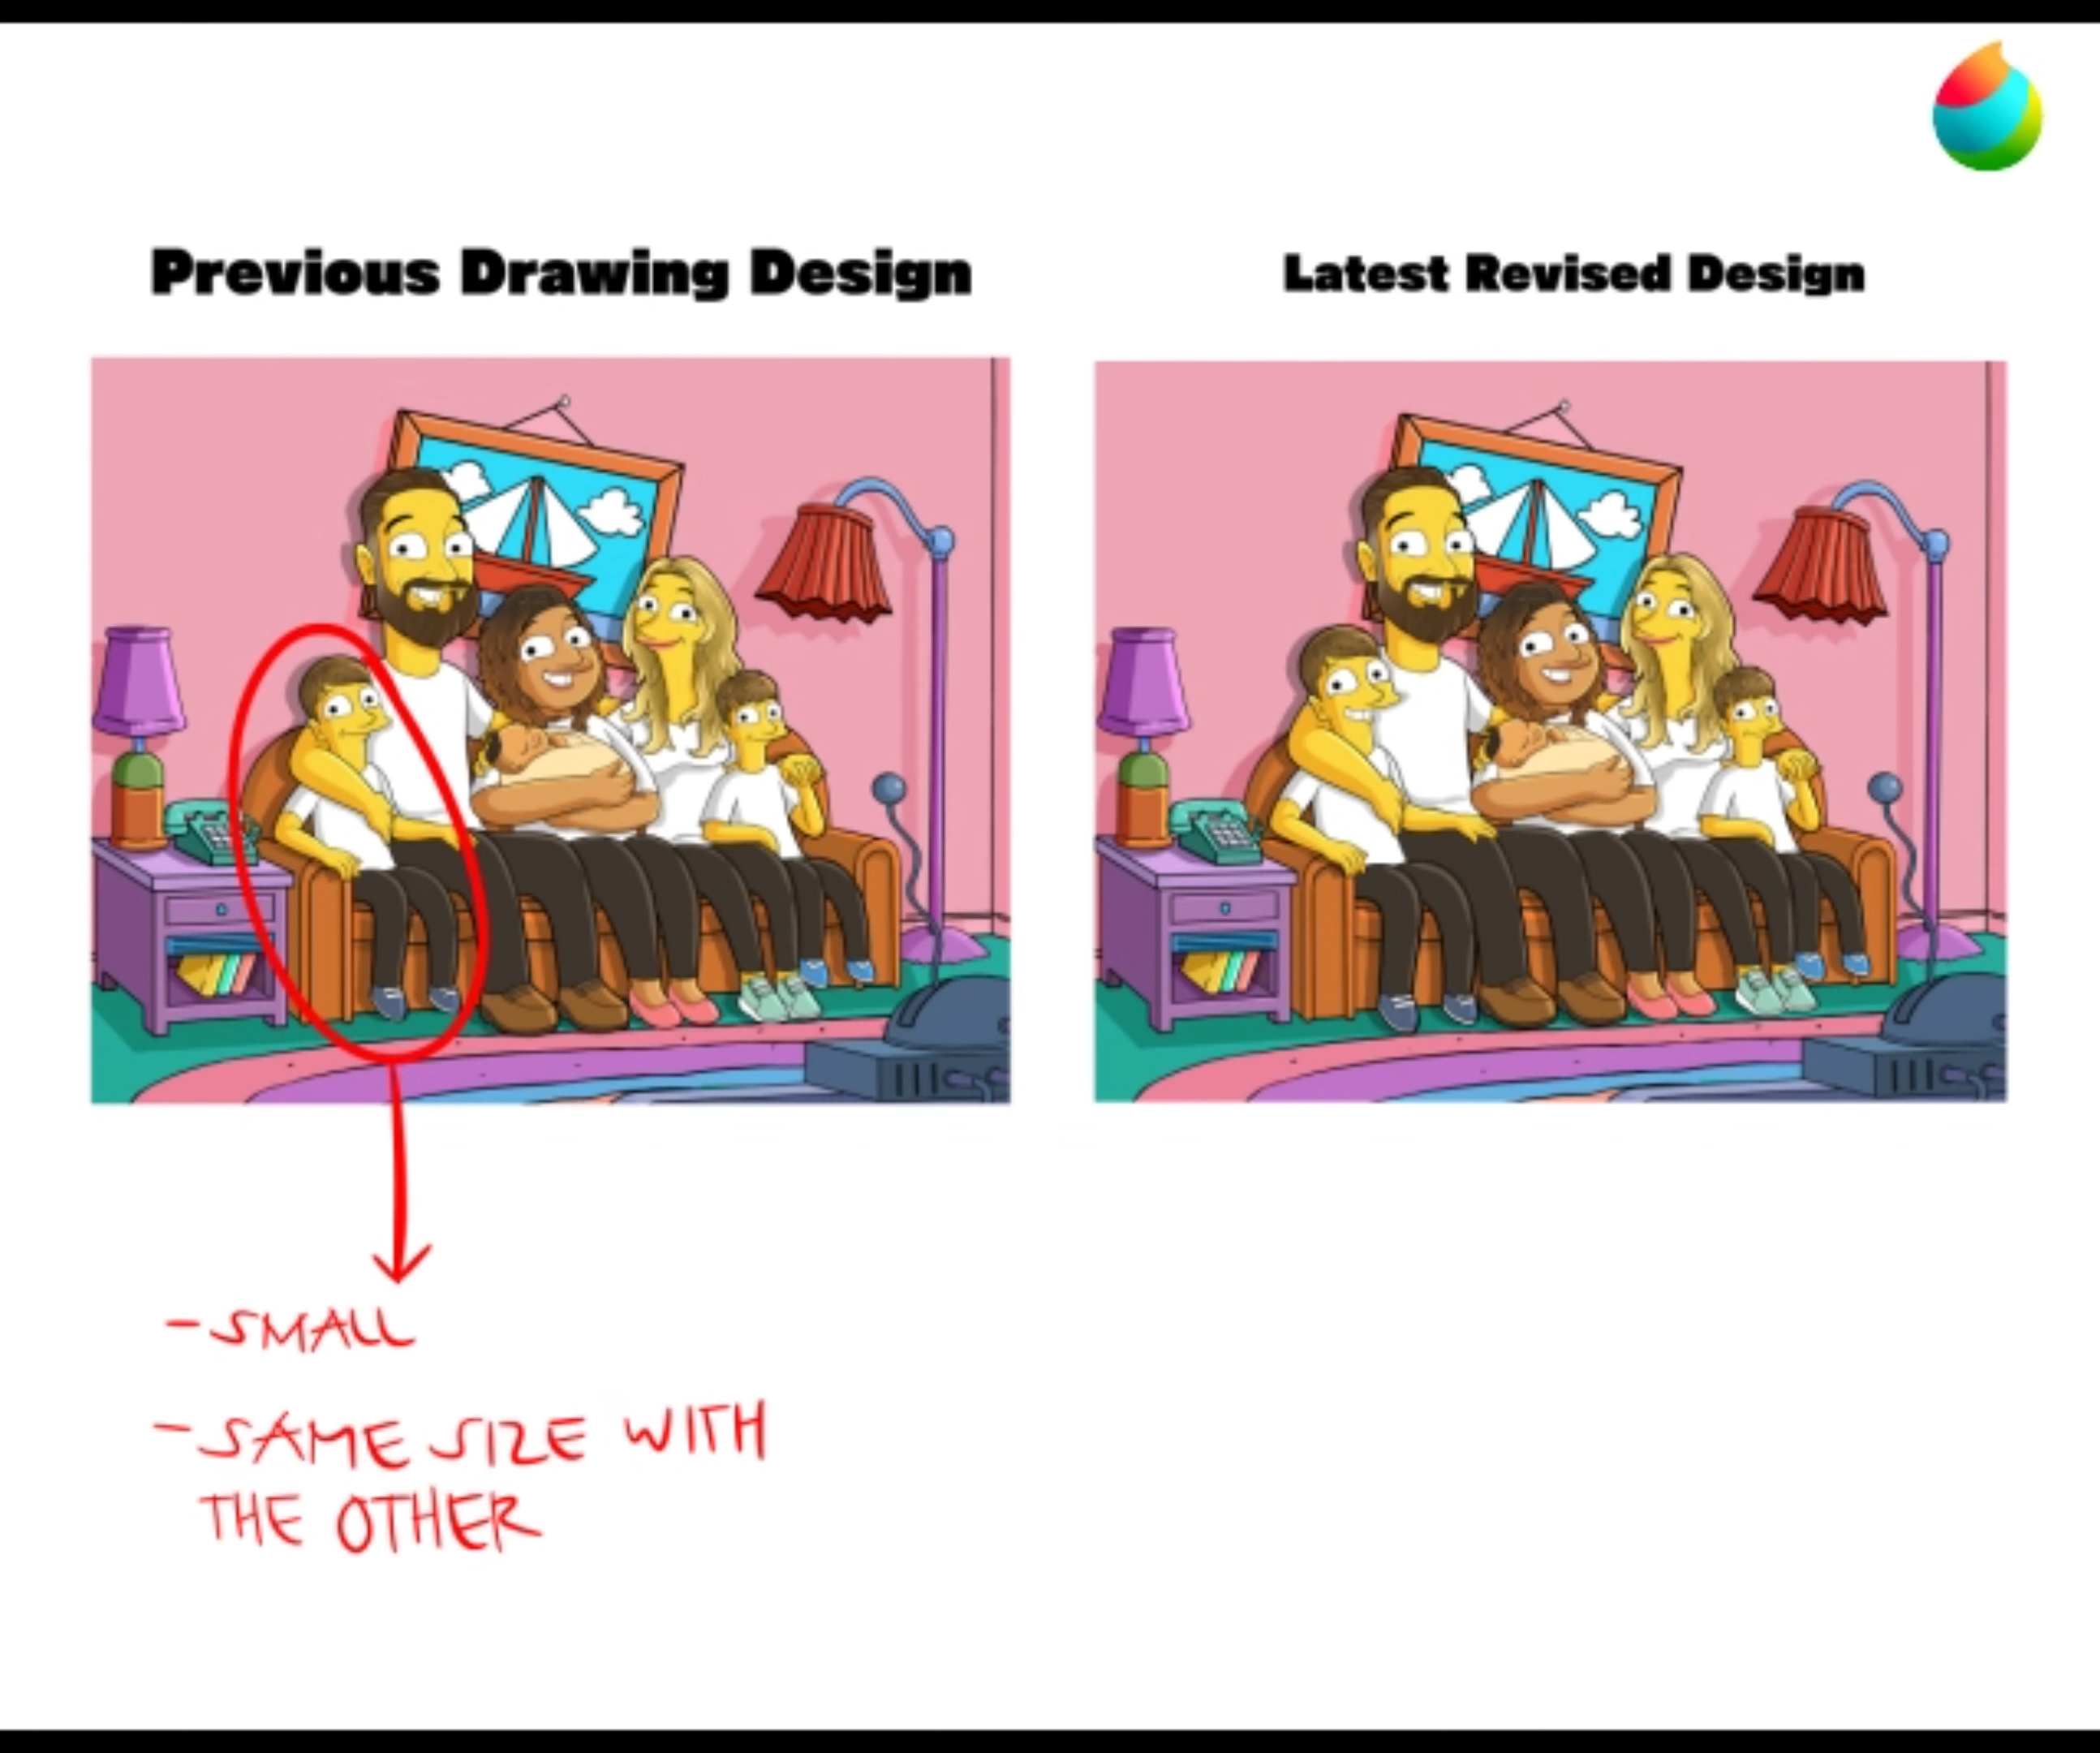 Previous Drawing Design
Latest Revised Design
- SMALL
- SAME SIZE WITH
THE OTHER